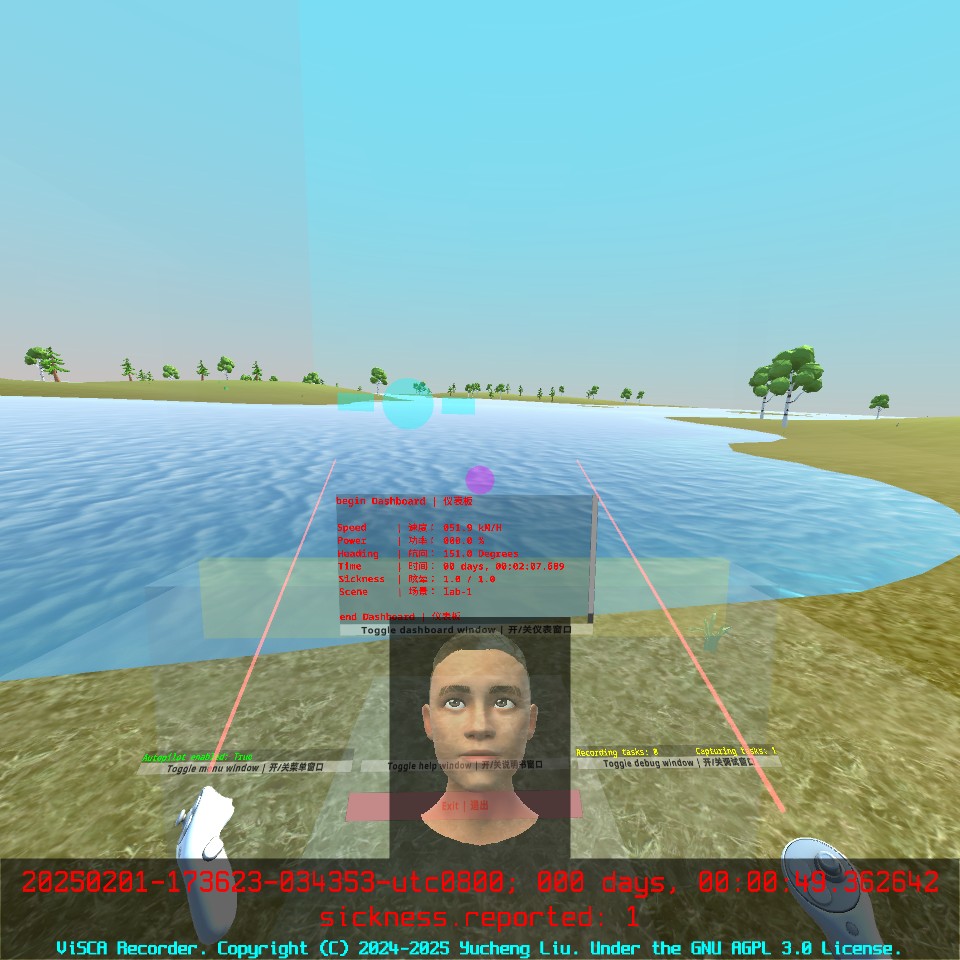 begin Dashboard | 仪表板
Speed | 速度: 051.9 kM/H
Power | 功率: 000.0 %
Heading | 航向: 151.0 Degrees
Time | 时间: 00 days, 00:02:07.689
Sickness | 眩晕: 1.0 / 1.0
Scene | 场景: lab-1
end Dashboard | 仪表板
Toggle dashboard window | 开/关仪表窗口
Autopilot enabled: True
Recording tasks: 0 Capturing tasks: 1
Toggle menu window | 开/关菜单窗口
Toggle help window | 开/关说明书窗口
Toggle debug window | 开/关调试窗口
Exit | 退出
20250201-173623-034353-utc0800; 000 days, 00:00:49.362642
sickness.reported: 1
ViSCA Recorder. Copyright (C) 2024-2025 Yucheng Liu. Under the GNU AGPL 3.0 License.